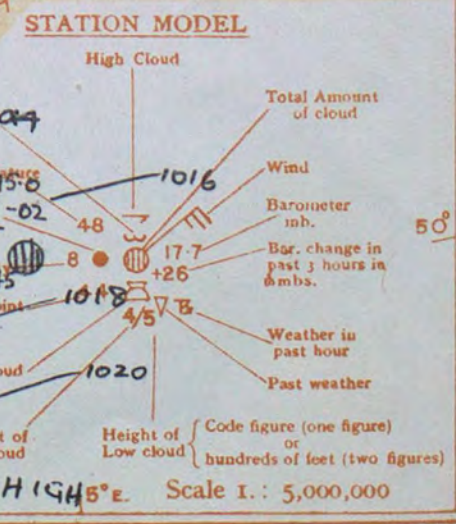 STATION MODEL
High Cloud
Total Amount
of cloud
Wind
1016
Barometer
mb.
-02
48
50°
17·7
Bar. change in
past 3 hours in
mbs.
8
+26
1018
4/5
Weather in
past hour
1020
Past weather
Height of
Low cloud
Code figure (one figure)
or
hundreds of feet (two figures)
HIGH
5°E.
Scale 1.: 5,000,000